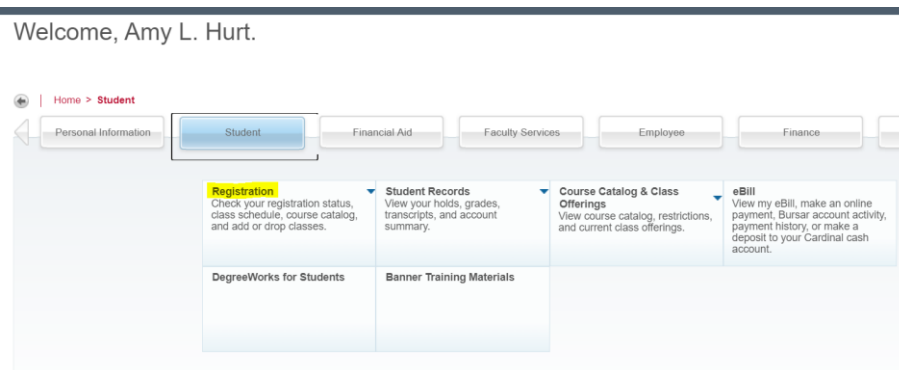 Welcome, Amy L. Hurt.
Home > Student
Personal Information
Student
Financial Aid
Faculty Services
Employee
Finance
Registration
Check your registration status,
class schedule, course catalog,
and add or drop classes.
Student Records
View your holds, grades,
transcripts, and account
summary.
Course Catalog & Class
Offerings
View course catalog, restrictions,
and current class offerings.
eBill
View my eBill, make an online
payment, Bursar account activity,
payment history, or make a
deposit to your Cardinal cash
account.
DegreeWorks for Students
Banner Training Materials